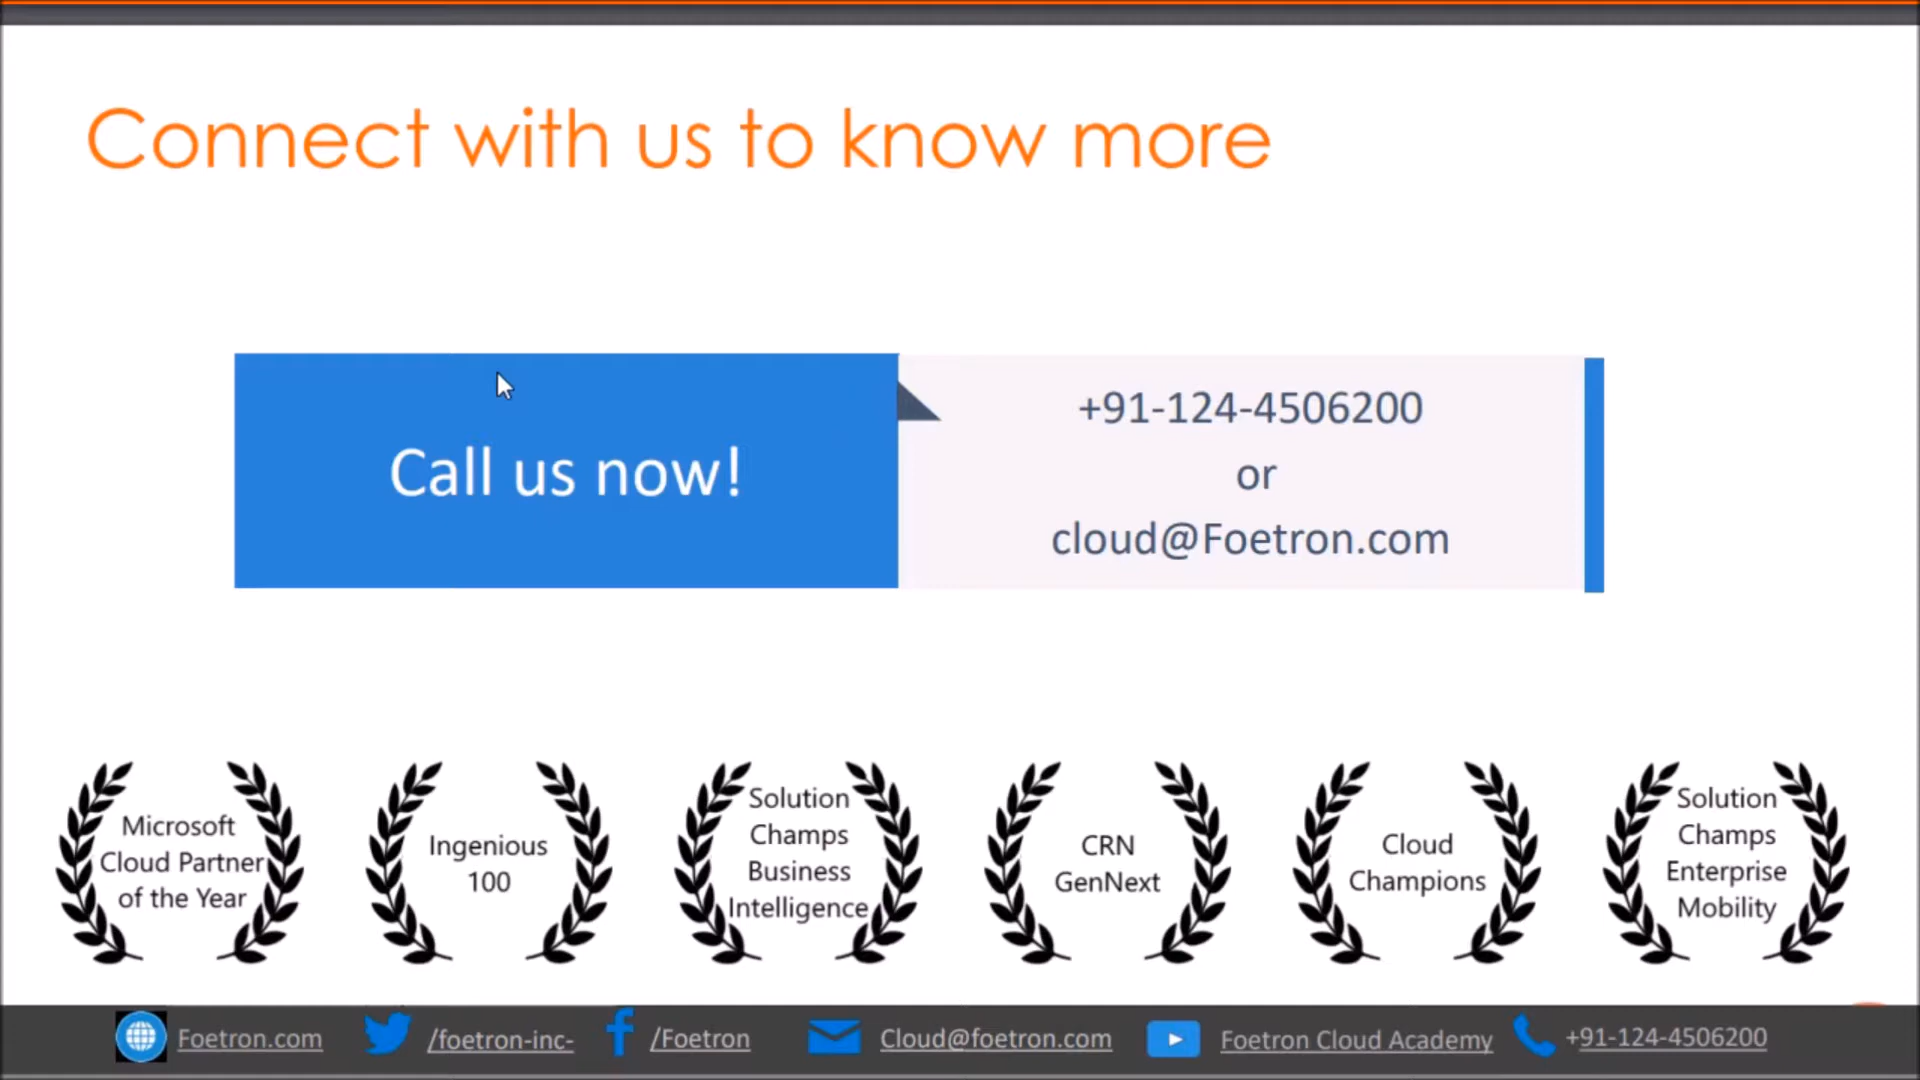 Connect with us to know more
Call us now!
+91-124-4506200
or
cloud@Foetron.com
Microsoft
Cloud Partner
of the Year
Ingenious
100
Solution
Champs
Business
Intelligence
CRN
GenNext
Cloud
Champions
Solution
Champs
Enterprise
Mobility
Foetron.com
/foetron-inc-
/Foetron
Cloud@foetron.com
Foetron Cloud Academy
+91-124-4506200